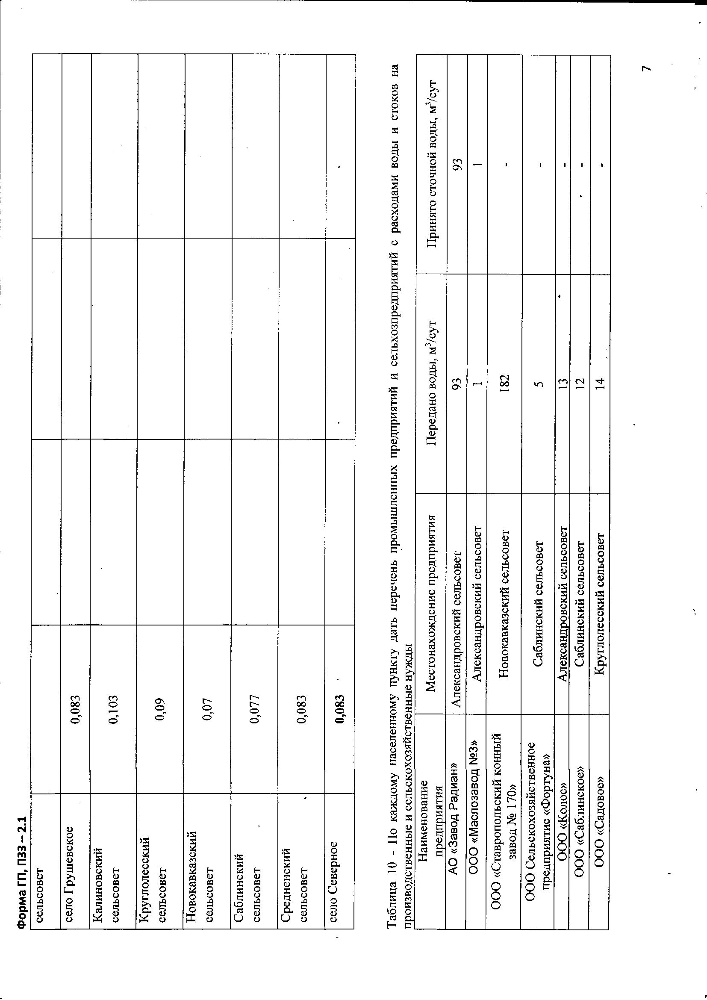 Форма ГП, ПЗЗ – 2.1
сельсовет
село Грушевское 0,083
Калиновский
сельсовет 0,103
Круглолесский
сельсовет 0,09
Новокавказский
сельсовет 0,07
Саблинский
сельсовет 0,077
Средненский
сельсовет 0,083
село Северное 0,083
Таблица 10 - По каждому населенному пункту дать перечень промышленных предприятий и сельхозпредприятий с расходами воды и стоков на
производственные и сельскохозяйственные нужды
Наименование
предприятия Местонахождение предприятия Передано воды, м³/сут Принято сточной воды, м³/сут
АО «Завод Радиан» Александровский сельсовет 93 93
ООО «Маслозавод №3» Александровский сельсовет 1 1
ООО «Ставропольский конный
завод № 170» Новокавказский сельсовет 182 -
ООО Сельскохозяйственное
предприятие «Фортуна» Саблинский сельсовет 5 -
ООО «Колос» Александровский сельсовет 13 -
ООО «Саблинское» Саблинский сельсовет 12 -
ООО «Садовое» Круглолесский сельсовет 14 -
7